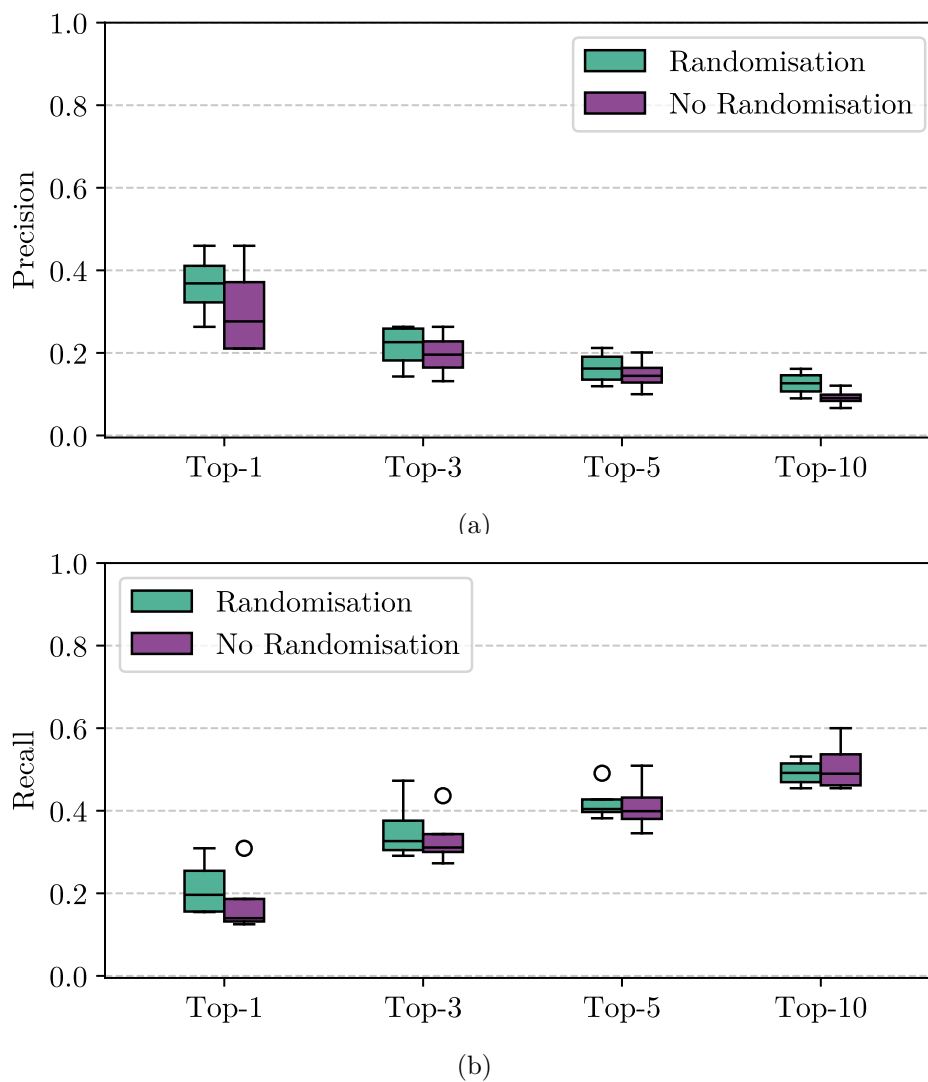 1.0
Randomisation
No Randomisation
0.8
0.6
Precision
0.4
0.2
0.0
Top-1 Top-3 Top-5 Top-10
(a)
1.0
Randomisation
No Randomisation
0.8
0.6
Recall
0.4
0.2
0.0
Top-1 Top-3 Top-5 Top-10
(b)